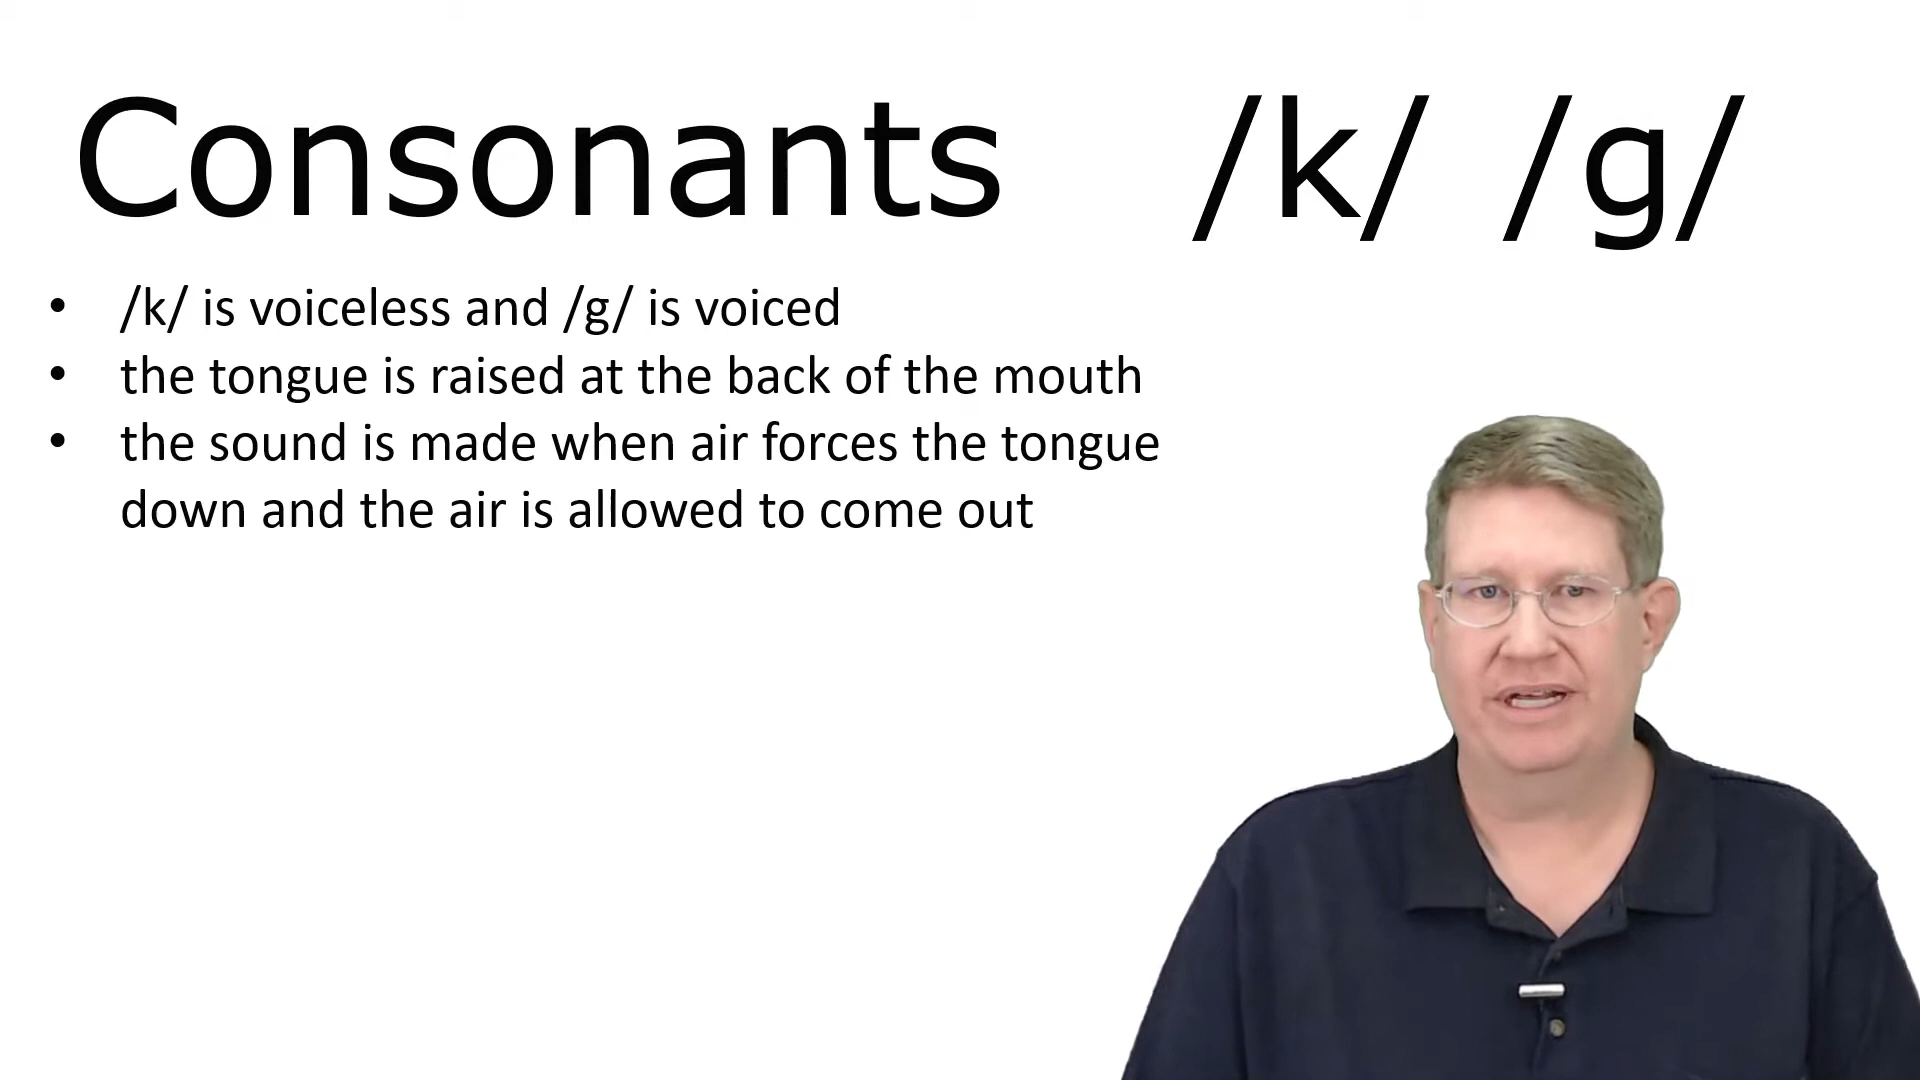 Consonants /k/ /g/
• /k/ is voiceless and /g/ is voiced
• the tongue is raised at the back of the mouth
• the sound is made when air forces the tongue
down and the air is allowed to come out